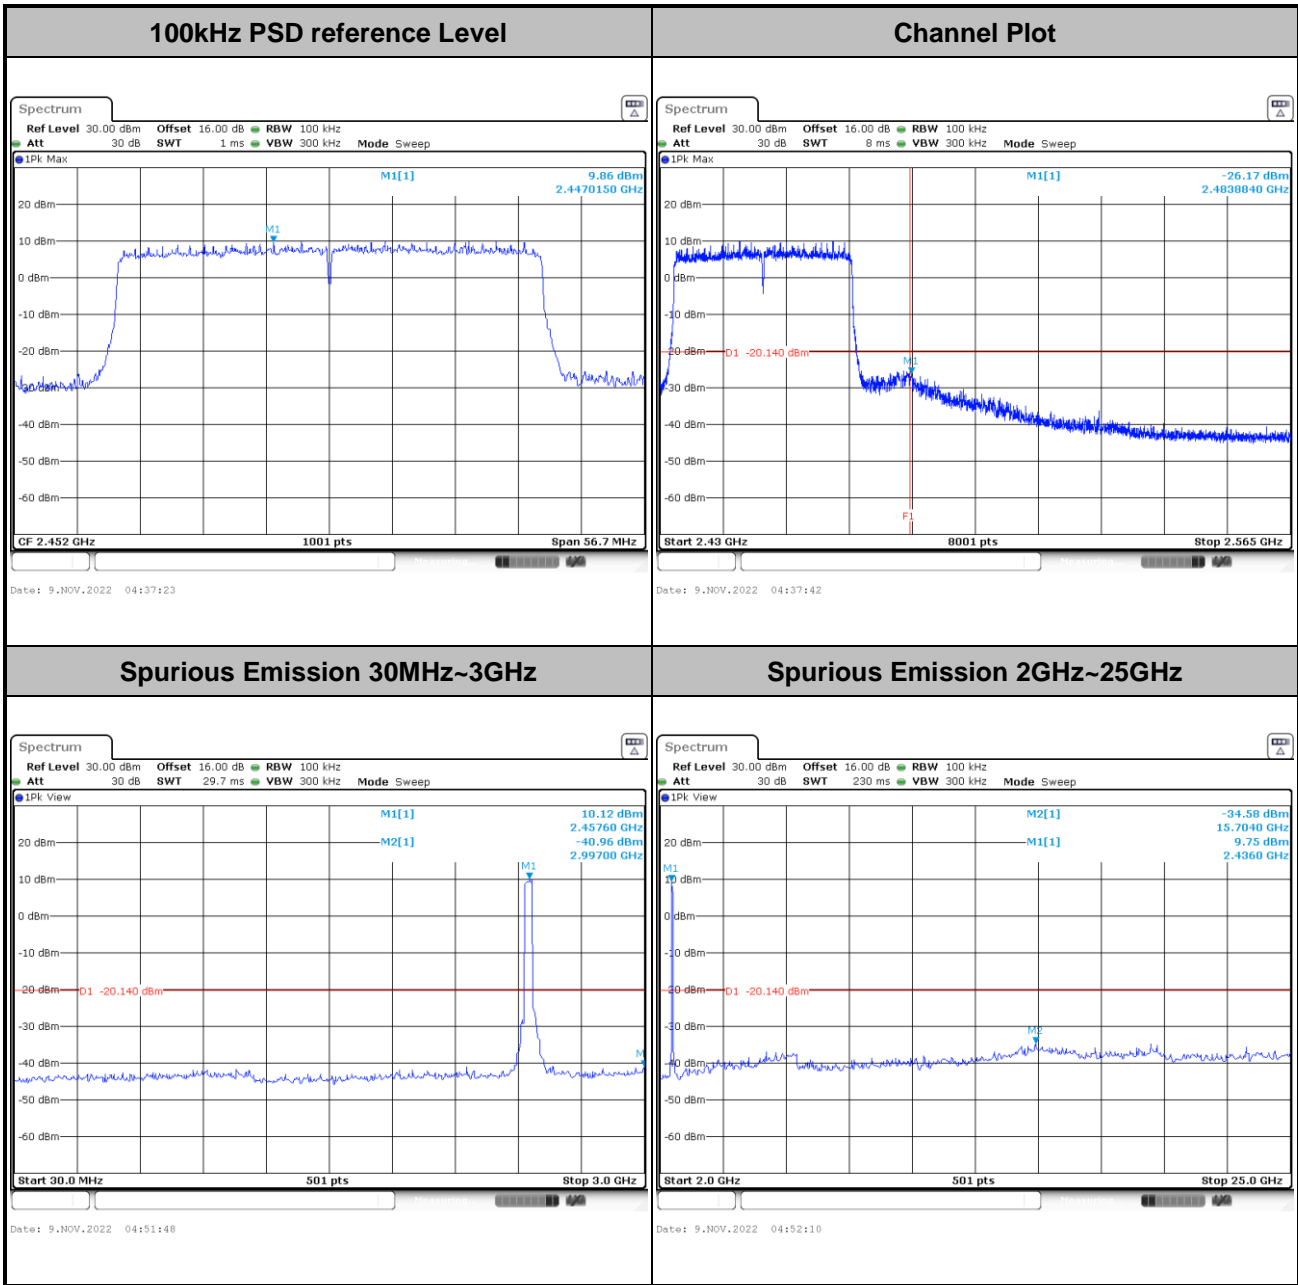 100kHz PSD reference Level
Channel Plot
Spectrum
Ref Level 30.00 dBm Offset 16.00 dB RBW 100 kHz
Att 30 dB SWT 1 ms VBW 300 kHz Mode Sweep
1Pk Max
M1[1] 9.86 dBm
2.4470150 GHz
20 dBm
M1
10 dBm
0 dBm
-10 dBm
-20 dBm
-30 dBm
-40 dBm
-50 dBm
-60 dBm
CF 2.452 GHz 1001 pts Span 56.7 MHz
Measuring...
Date: 9.NOV.2022 04:37:23
Spectrum
Ref Level 30.00 dBm Offset 16.00 dB RBW 100 kHz
Att 30 dB SWT 8 ms VBW 300 kHz Mode Sweep
1Pk Max
M1[1] -26.17 dBm
2.4838840 GHz
20 dBm
10 dBm
0 dBm
-10 dBm
-20 dBm
D1 -20.140 dBm
M1
-30 dBm
-40 dBm
-50 dBm
-60 dBm
F1
Start 2.43 GHz 8001 pts Stop 2.565 GHz
Measuring...
Date: 9.NOV.2022 04:37:42
Spurious Emission 30MHz~3GHz
Spurious Emission 2GHz~25GHz
Spectrum
Ref Level 30.00 dBm Offset 16.00 dB RBW 100 kHz
Att 30 dB SWT 29.7 ms VBW 300 kHz Mode Sweep
1Pk View
M1[1] 10.12 dBm
2.45760 GHz
M2[1] -40.96 dBm
2.99700 GHz
20 dBm
M1
10 dBm
0 dBm
-10 dBm
-20 dBm
D1 -20.140 dBm
-30 dBm
M
-40 dBm
-50 dBm
-60 dBm
Start 30.0 MHz 501 pts Stop 3.0 GHz
Measuring...
Date: 9.NOV.2022 04:51:48
Spectrum
Ref Level 30.00 dBm Offset 16.00 dB RBW 100 kHz
Att 30 dB SWT 230 ms VBW 300 kHz Mode Sweep
1Pk View
M2[1] -34.58 dBm
15.7040 GHz
M1[1] 9.75 dBm
2.4360 GHz
20 dBm
M1
10 dBm
0 dBm
-10 dBm
-20 dBm
D1 -20.140 dBm
-30 dBm
M2
-40 dBm
-50 dBm
-60 dBm
Start 2.0 GHz 501 pts Stop 25.0 GHz
Measuring...
Date: 9.NOV.2022 04:52:10